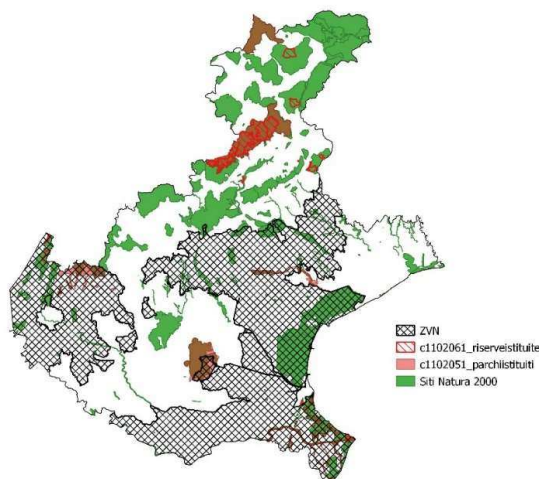 ZVN
c1102061_riserveistituite
c1102051_parchiistituiti
Siti Natura 2000